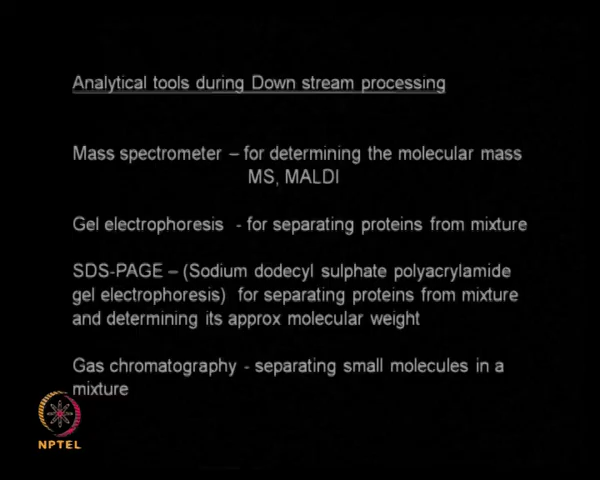 Analytical tools during Down stream processing
Mass spectrometer – for determining the molecular mass
MS, MALDI
Gel electrophoresis - for separating proteins from mixture
SDS-PAGE – (Sodium dodecyl sulphate polyacrylamide
gel electrophoresis) for separating proteins from mixture
and determining its approx molecular weight
Gas chromatography - separating small molecules in a
mixture
NPTEL